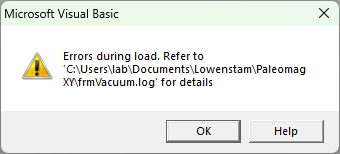 Microsoft Visual Basic
Errors during load. Refer to
'C:\Users\lab\Documents\Lowenstam\Paleomag
XY\frmVacuum.log' for details
OK
Help